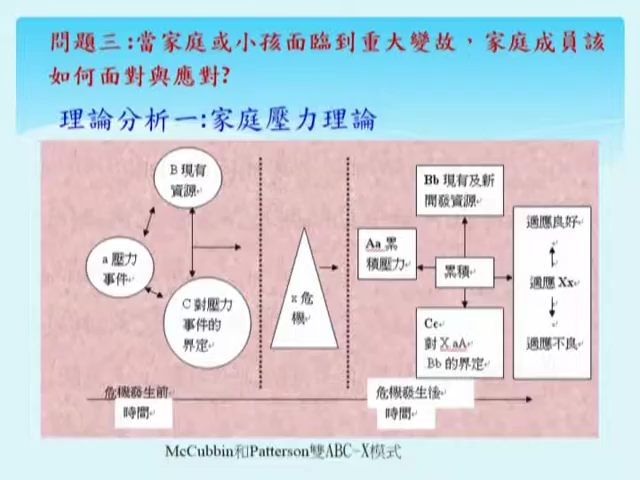 問題三:當家庭或小孩面臨到重大變故，家庭成員該
如何面對與應對?
理論分析一:家庭壓力理論
B 現有
資源
a 壓力
事件
C 對壓力
事件的
界定
x 危
機
Bb 現有及新
開發資源
Aa 累
積壓力
累積
Cc
對 X aA
Bb 的界定
適應良好
適應 Xx
適應不良
危機發生前
時間
危機發生後
時間
McCubbin和Patterson雙ABC-X模式